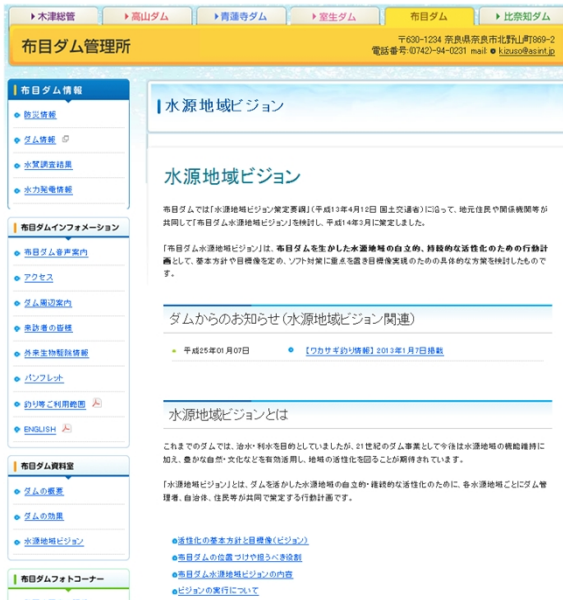 木津総管
高山ダム
青蓮寺ダム
室生ダム
布目ダム
比奈知ダム
布目ダム管理所
〒630-1234 奈良県奈良市北野山町869-2
電話番号:(0742)-94-0231 mail: kizuso@asint.jp
布目ダム情報
防災情報
ダム情報
水質調査結果
水力発電情報
布目ダムインフォメーション
布目ダム音声案内
アクセス
ダム周辺案内
来訪者の皆様
外来生物駆除情報
パンフレット
釣り等ご利用範囲
ENGLISH
布目ダム資料室
ダムの概要
ダムの効果
水源地域ビジョン
布目ダムフォトコーナー
水源地域ビジョン
水源地域ビジョン
布目ダムでは「水源地域ビジョン策定要綱」(平成13年4月12日 国土交通省)に沿って、地元住民や関係機関等が
共同して「布目ダム水源地域ビジョン」を検討し、平成14年3月に策定しました。
「布目ダム水源地域ビジョン」は、布目ダムを生かした水源地域の自立的、持続的な活性化のための行動計
画として、基本方針や目標像を定め、ソフト対策に重点を置き目標像実現のための具体的な方策を検討したもので
す。
ダムからのお知らせ(水源地域ビジョン関連)
平成25年01月07日
【ワカサギ釣り情報】 2013年1月7日掲載
水源地域ビジョンとは
これまでのダムでは、治水・利水を目的としていましたが、21世紀のダム事業として今後は水源地域の機能維持に
加え、豊かな自然・文化などを有効活用し、地域の活性化を図ることが期待されています。
「水源地域ビジョン」とは、ダムを活かした水源地域の自立的・継続的な活性化のために、各水源地域ごとにダム管
理者、自治体、住民等が共同で策定する行動計画です。
活性化の基本方針と目標像(ビジョン)
布目ダムの位置づけや担うべき役割
布目ダム水源地域ビジョンの内容
ビジョンの実行について